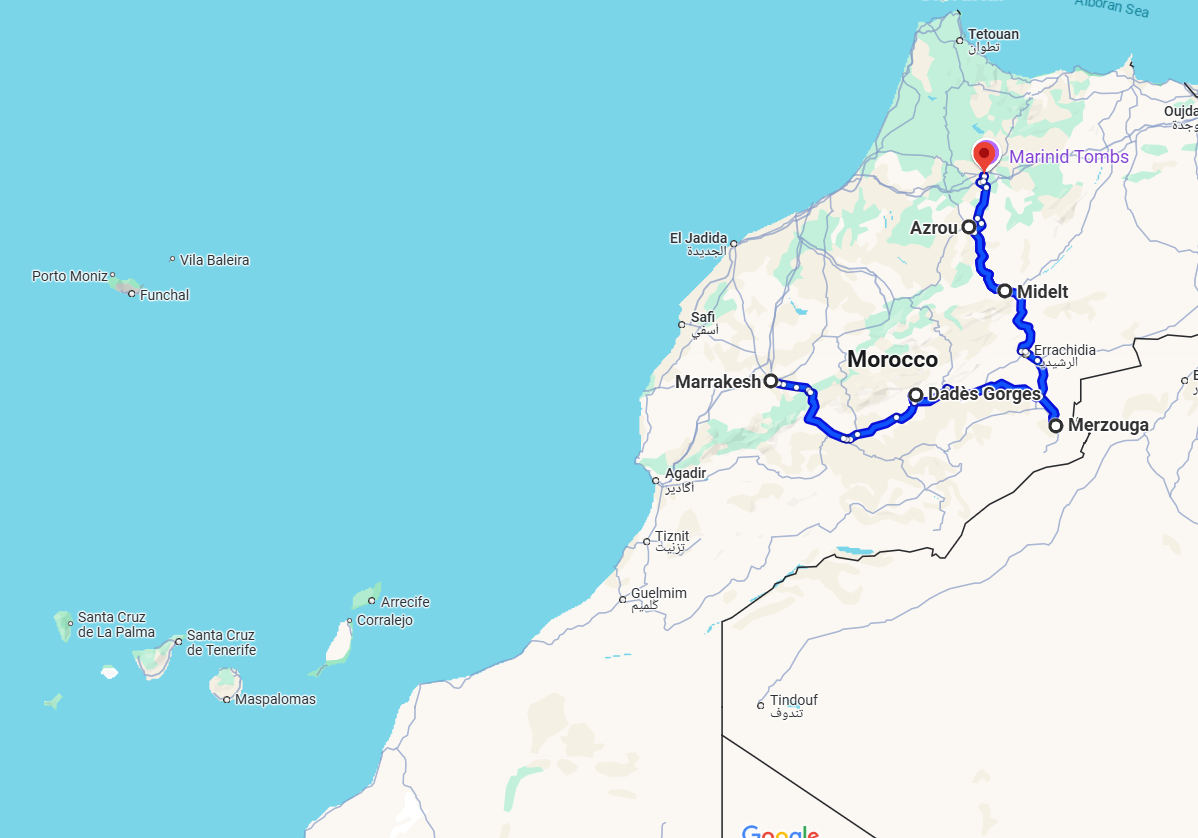 Alboran Sea
Tetouan
تطوان
Oujda
وجدة
Marinid Tombs
Azrou
El Jadida
الجديدة
Vila Baleira
Porto Moniz
Funchal
Midelt
Safi
أسفي
Errachidia
الرشيدية
Morocco
Marrakesh
Dadès Gorges
Merzouga
Agadir
أكادير
Tiznit
تزنيت
Guelmim
كلميم
Arrecife
Corralejo
Santa Cruz
de La Palma
Santa Cruz
de Tenerife
Maspalomas
Tindouf
تندوف
Google